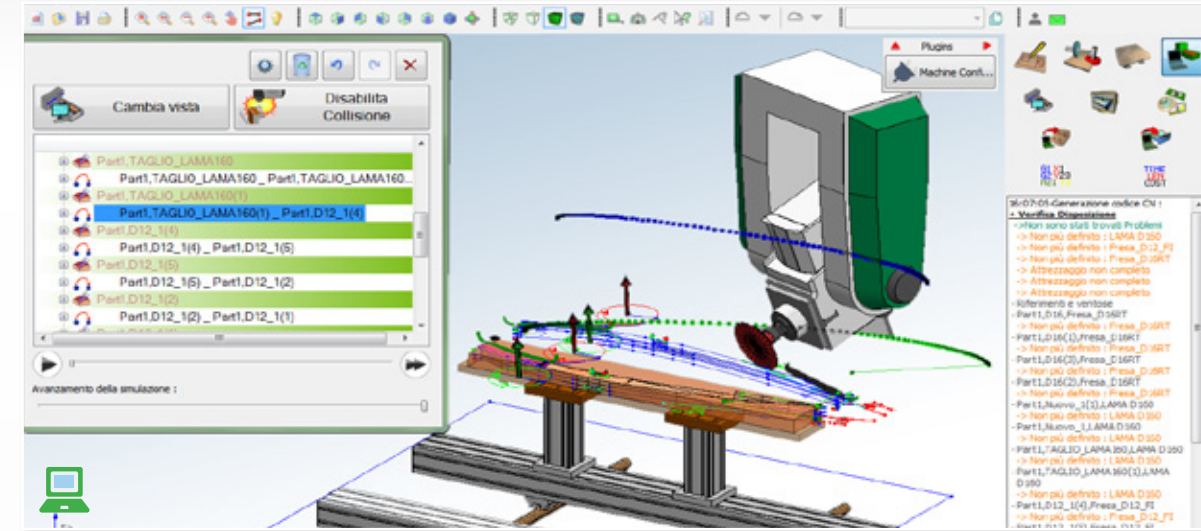 Plugins
Machine Confi...
Cambia vista
Disabilita
Collisione
Part1,TAGLIO_LAMA160
Part1,TAGLIO_LAMA160 _ Part1,TAGLIO_LAMA160...
Part1,TAGLIO_LAMA160(1)
Part1,TAGLIO_LAMA160(1) _ Part1,D12_1(4)
Part1,D12_1(4)
Part1,D12_1(4) _ Part1,D12_1(5)
Part1,D12_1(5)
Part1,D12_1(5) _ Part1,D12_1(2)
Part1,D12_1(2)
Part1,D12_1(2) _ Part1,D12_1(1)
Avanzamento della simulazione :
TIME
LEN
COST
16:07:05-Generazione codice CN :
- Verifica Disposizione
->Non sono stati trovati Problemi
-> Non più definito : LAMA D160
-> Non più definito : Fresa_D12_FI
-> Non più definito : Fresa_D16RT
-> Attrezzaggio non completo
-> Attrezzaggio non completo
-> Attrezzaggio non completo
-Riferimenti e ventose
-Part1,D16,Fresa_D16RT
-> Non più definito : Fresa_D16RT
-Part1,D16(1),Fresa_D16RT
-> Non più definito : Fresa_D16RT
-Part1,D16(3),Fresa_D16RT
-> Non più definito : Fresa_D16RT
-Part1,D16(2),Fresa_D16RT
-> Non più definito : Fresa_D16RT
-Part1,Nuovo_1(1),LAMA D160
-> Non più definito : LAMA D160
-Part1,Nuovo_1,LAMA D160
-> Non più definito : LAMA D160
-Part1,TAGLIO_LAMA160,LAMA D160
-> Non più definito : LAMA D160
-Part1,TAGLIO_LAMA160(1),LAMA
D160
-> Non più definito : LAMA D160
-Part1,D12_1(4),Fresa_D12_FI
-> Non più definito : Fresa_D12_FI